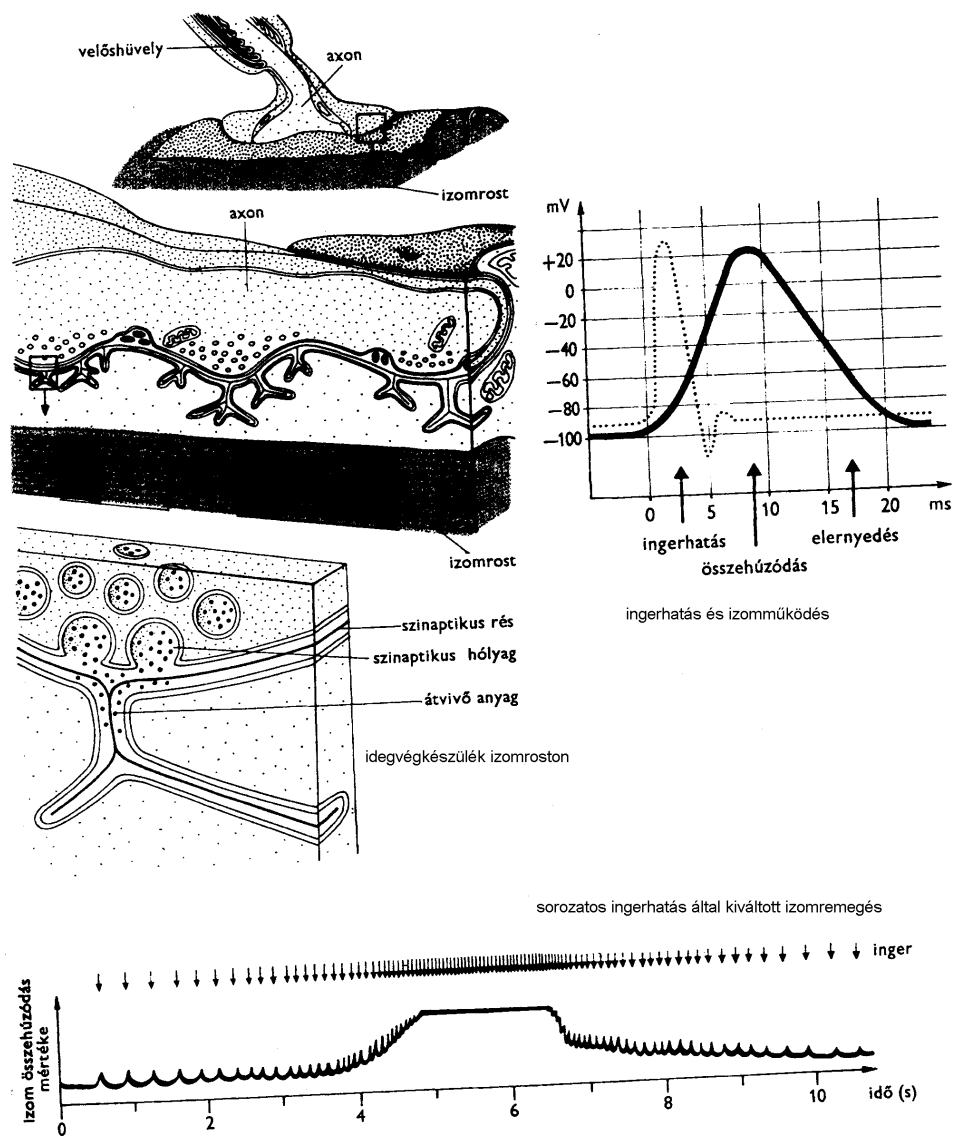 velőshüvely
axon
izomrost
axon
izomrost
szinaptikus rés
szinaptikus hólyag
átvivő anyag
idegvégkészülék izomroston
mV
+20
0
−20
−40
−60
−80
−100
0 5 10 15 20 ms
ingerhatás
elernyedés
összehúzódás
ingerhatás és izomműködés
sorozatos ingerhatás által kiváltott izomremegés
inger
Izom összehúzódás
mértéke
0 2 4 6 8 10 idő (s)